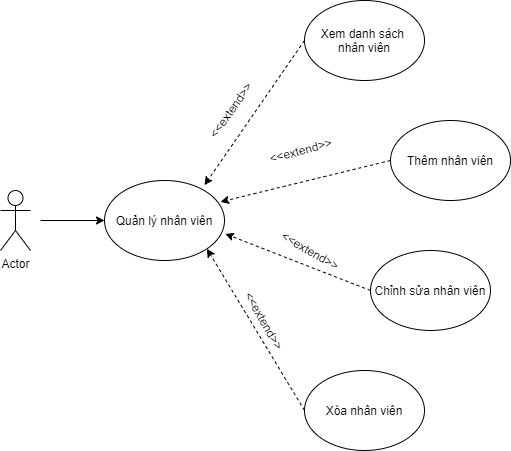 Xem danh sách
nhân viên
<<extend>>
<<extend>>
Thêm nhân viên
Quản lý nhân viên
Actor
<<extend>>
Chỉnh sửa nhân viên
<<extend>>
Xóa nhân viên